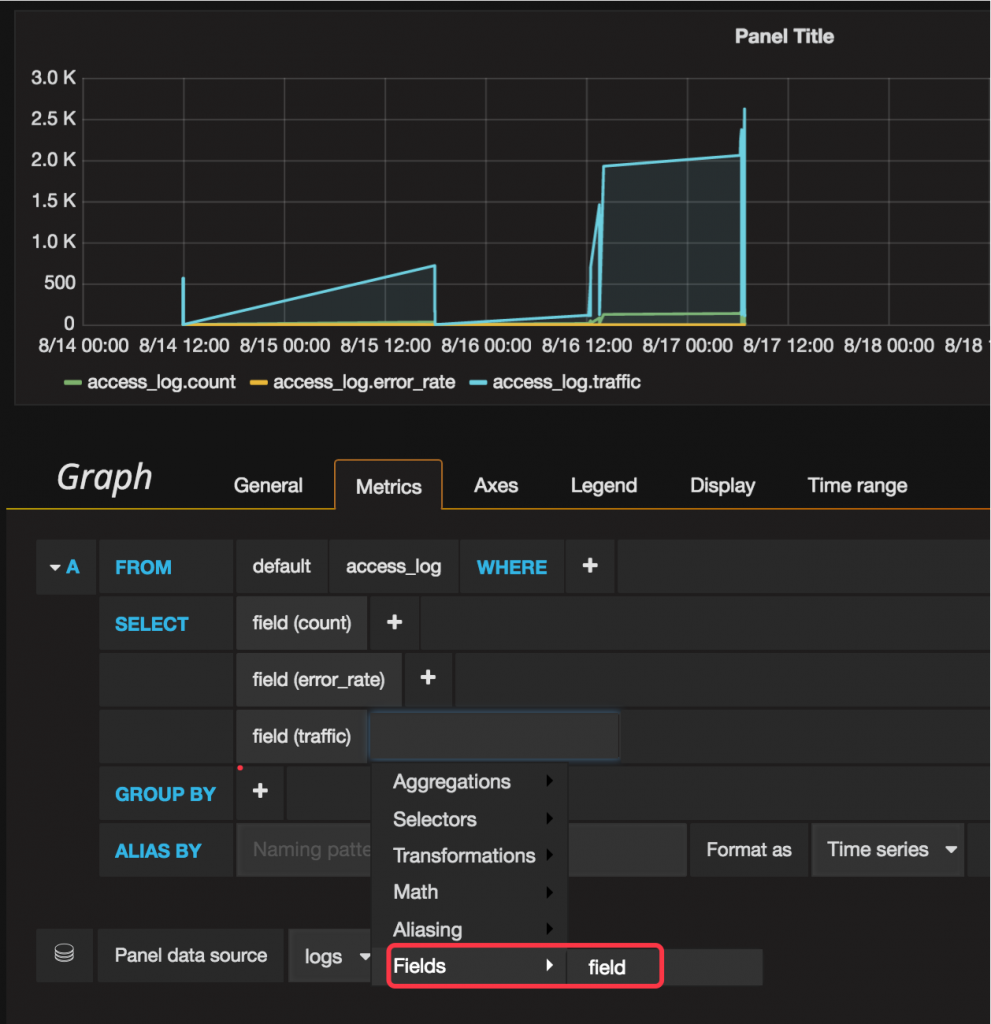 Panel Title
3.0 K
2.5 K
2.0 K
1.5 K
1.0 K
500
0
8/14 00:00 8/14 12:00 8/15 00:00 8/15 12:00 8/16 00:00 8/16 12:00 8/17 00:00 8/17 12:00 8/18 00:00 8/18 1
access_log.count access_log.error_rate access_log.traffic
Graph General Metrics Axes Legend Display Time range
A FROM default access_log WHERE +
SELECT field (count) +
field (error_rate) +
field (traffic)
GROUP BY +
Aggregations
Selectors
ALIAS BY Naming patte Format as Time series
Transformations
Math
Aliasing
Panel data source logs
Fields field